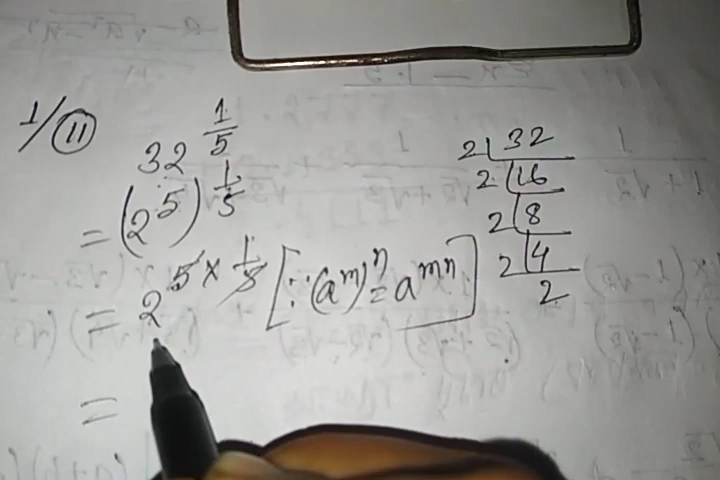 1/(ii)
32^(1/5)
= (2^5)^(1/5)
= 2^(5 × 1/5) [∵ (a^m)^n = a^(mn)]
=
2 | 32
2 | 16
2 | 8
2 | 4
2